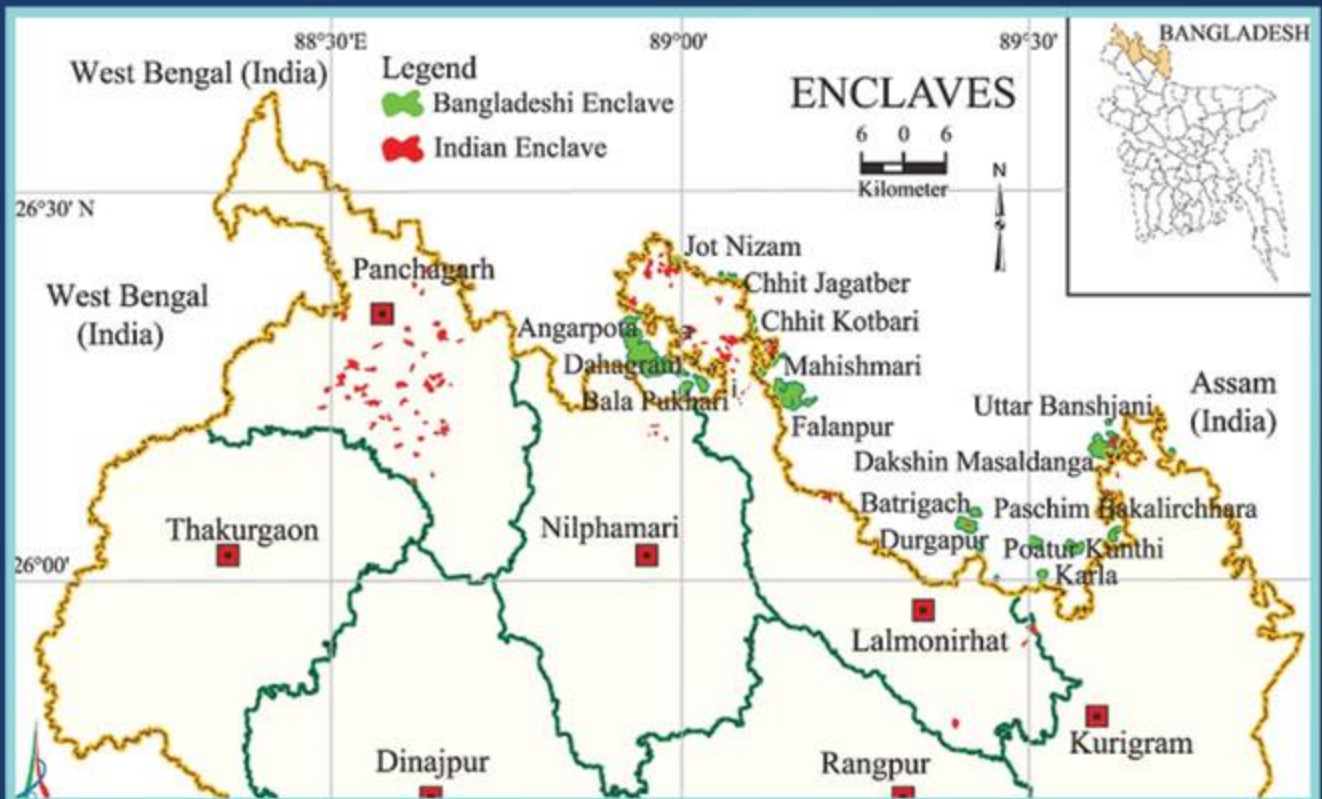 88°30'E
89°00'
89°30'
BANGLADESH
West Bengal (India)
Legend
Bangladeshi Enclave
Indian Enclave
ENCLAVES
6 0 6
Kilometer
N
26°30' N
Jot Nizam
Panchagarh
Chhit Jagatber
West Bengal
(India)
Angarpota
Chhit Kotbari
Dahagram
Mahishmari
Bala Pukhari
Falanpur
Assam
(India)
Uttar Banshjani
Dakshin Masaldanga
Batrigach
Paschim Bakalirchhara
Thakurgaon
Nilphamari
Durgapur
Poatur Kunthi
26°00'
Karla
Lalmonirhat
Kurigram
Dinajpur
Rangpur